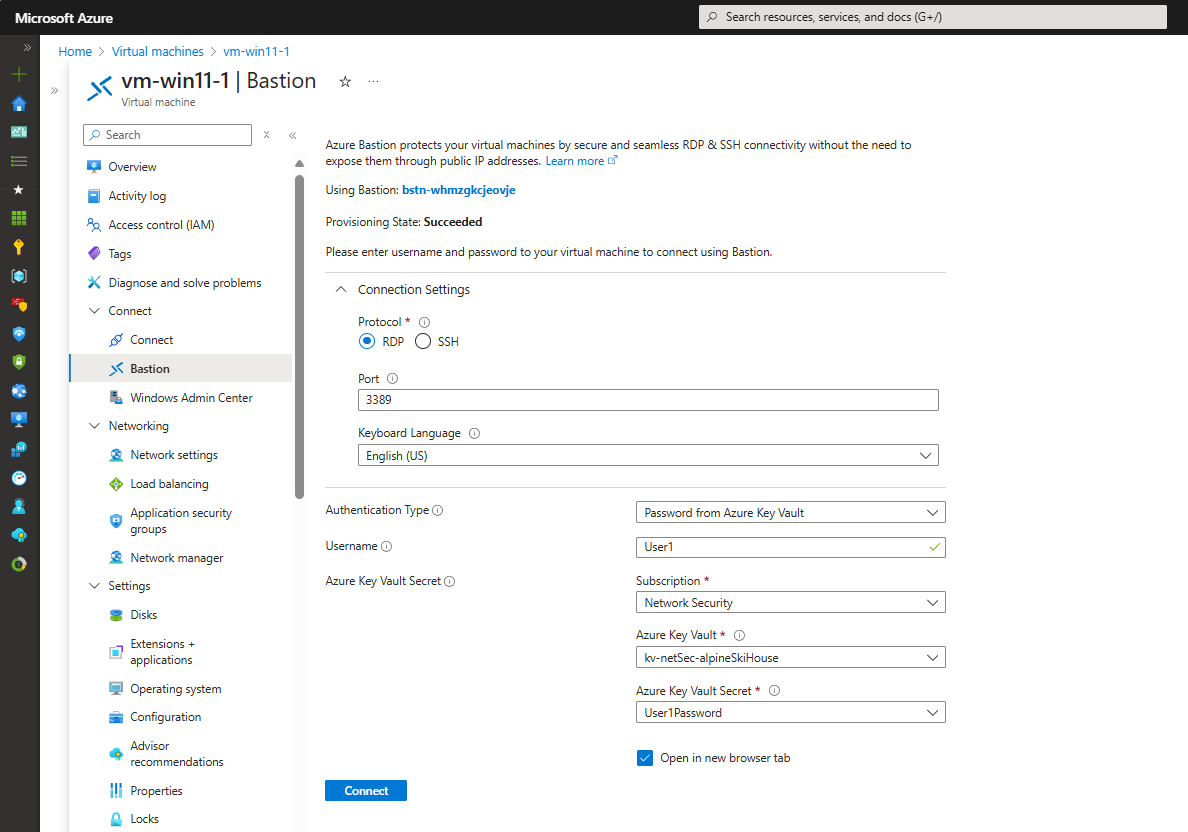 Microsoft Azure
Search resources, services, and docs (G+/)
Home > Virtual machines > vm-win11-1
vm-win11-1 | Bastion
Virtual machine
Search
Overview
Activity log
Access control (IAM)
Tags
Diagnose and solve problems
Connect
Connect
Bastion
Windows Admin Center
Networking
Network settings
Load balancing
Application security
groups
Network manager
Settings
Disks
Extensions +
applications
Operating system
Configuration
Advisor
recommendations
Properties
Locks
Azure Bastion protects your virtual machines by secure and seamless RDP & SSH connectivity without the need to
expose them through public IP addresses. Learn more
Using Bastion: bstn-whmzgkcjeovje
Provisioning State: Succeeded
Please enter username and password to your virtual machine to connect using Bastion.
Connection Settings
Protocol *
RDP SSH
Port
3389
Keyboard Language
English (US)
Authentication Type
Password from Azure Key Vault
Username
User1
Azure Key Vault Secret
Subscription *
Network Security
Azure Key Vault *
kv-netSec-alpineSkiHouse
Azure Key Vault Secret *
User1Password
Open in new browser tab
Connect